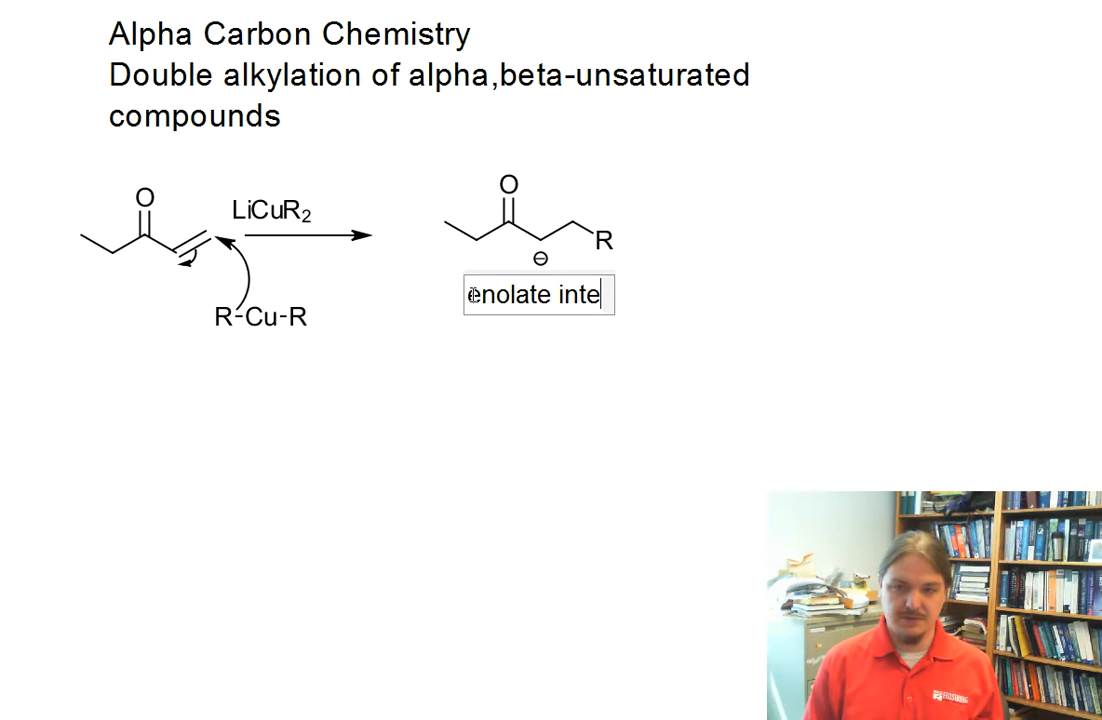 Alpha Carbon Chemistry
Double alkylation of alpha,beta-unsaturated
compounds
O
LiCuR2
R-Cu-R
O
R
⊖
enolate inte